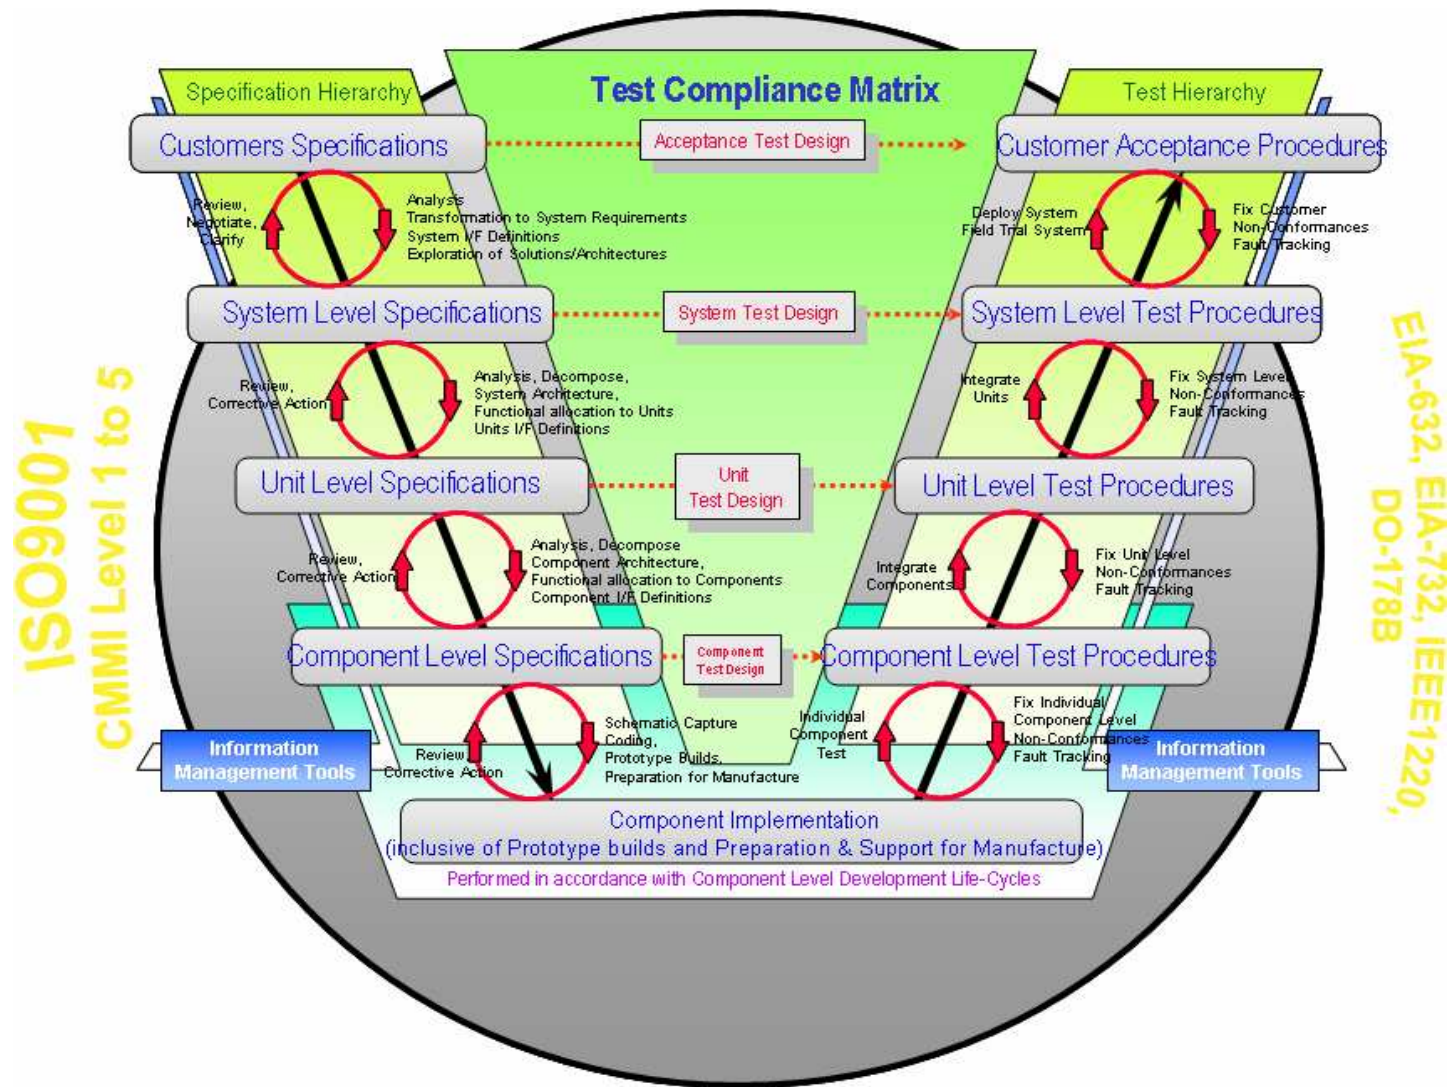 Specification Hierarchy
Test Compliance Matrix
Test Hierarchy
Customers Specifications
Acceptance Test Design
Customer Acceptance Procedures
Review,
Negotiate,
Clarify
Analysis
Transformation to System Requirements
System I/F Definitions
Exploration of Solutions/Architectures
Deploy System
Field Trial System
Fix Customer
Non-Conformances
Fault Tracking
System Level Specifications
System Test Design
System Level Test Procedures
Review,
Corrective Action
Analysis, Decompose,
System Architecture,
Functional allocation to Units
Units I/F Definitions
Integrate
Units
Fix System Level
Non-Conformances
Fault Tracking
Unit Level Specifications
Unit
Test Design
Unit Level Test Procedures
Review,
Corrective Action
Analysis, Decompose
Component Architecture,
Functional allocation to Components
Component I/F Definitions
Integrate
Components
Fix Unit Level
Non-Conformances
Fault Tracking
Component Level Specifications
Component
Test Design
Component Level Test Procedures
Review,
Corrective Action
Schematic Capture
Coding,
Prototype Builds,
Preparation for Manufacture
Individual
Component
Test
Fix Individual
Component Level
Non-Conformances
Fault Tracking
Information
Management Tools
Information
Management Tools
Component Implementation
(inclusive of Prototype builds and Preparation & Support for Manufacture)
Performed in accordance with Component Level Development Life-Cycles
ISO9001
CMMI Level 1 to 5
EIA-632, EIA-732, IEEE1220,
DO-178B